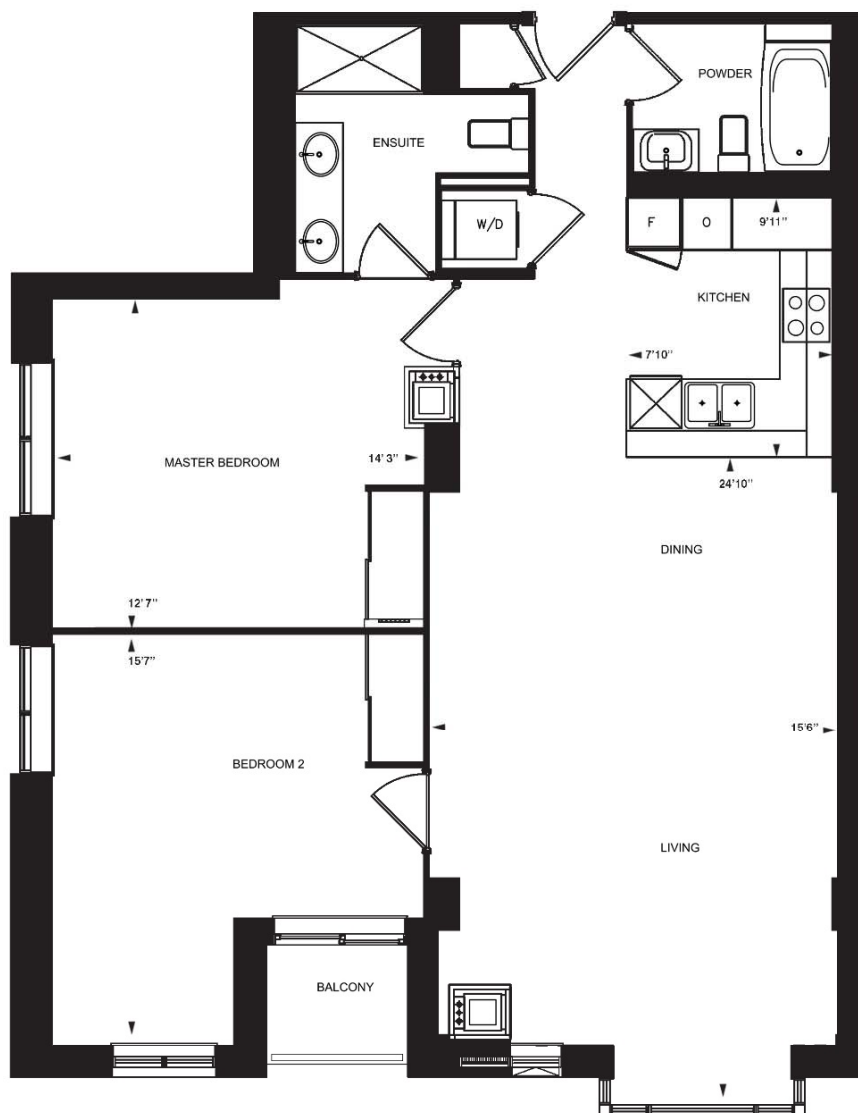 POWDER
ENSUITE
W/D
F
O
9'11"
KITCHEN
7'10"
MASTER BEDROOM
14'3"
24'10"
DINING
12'7"
15'7"
15'6"
BEDROOM 2
LIVING
BALCONY